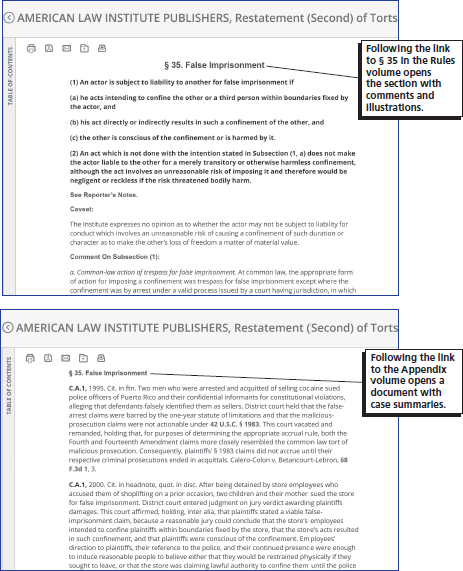 AMERICAN LAW INSTITUTE PUBLISHERS, Restatement (Second) of Torts
TABLE OF CONTENTS
§ 35. False Imprisonment
Following the link
to § 35 in the Rules
volume opens
the section with
comments and
illustrations.
(1) An actor is subject to liability to another for false imprisonment if
(a) he acts intending to confine the other or a third person within boundaries fixed by
the actor, and
(b) his act directly or indirectly results in such a confinement of the other, and
(c) the other is conscious of the confinement or is harmed by it.
(2) An act which is not done with the intention stated in Subsection (1, a) does not make
the actor liable to the other for a merely transitory or otherwise harmless confinement,
although the act involves an unreasonable risk of imposing it and therefore would be
negligent or reckless if the risk threatened bodily harm.
See Reporter's Notes.
Caveat:
The Institute expresses no opinion as to whether the actor may not be subject to liability for
conduct which involves an unreasonable risk of causing a confinement of such duration or
character as to make the other's loss of freedom a matter of material value.
Comment On Subsection (1):
a. Common-law action of trespass for false imprisonment. At common law, the appropriate form
of action for imposing a confinement was trespass for false imprisonment except where the
confinement was by arrest under a valid process issued by a court having jurisdiction, in which
AMERICAN LAW INSTITUTE PUBLISHERS, Restatement (Second) of Torts
TABLE OF CONTENTS
§ 35. False Imprisonment
Following the link
to the Appendix
volume opens a
document with
case summaries.
C.A.1, 1995. Cit. in ftn. Two men who were arrested and acquitted of selling cocaine sued
police officers of Puerto Rico and their confidential informants for constitutional violations,
alleging that defendants falsely identified them as sellers. District court held that the false-
arrest claims were barred by the one-year statute of limitations and that the malicious-
prosecution claims were not actionable under 42 U.S.C. § 1983. This court vacated and
remanded, holding that, for purposes of determining the appropriate accrual rule, both the
Fourth and Fourteenth Amendment claims more closely resembled the common law tort of
malicious prosecution. Consequently, plaintiffs' § 1983 claims did not accrue until their
respective criminal prosecutions ended in acquittals. Calero-Colon v. Betancourt-Lebron, 68
F.3d 1, 3.
C.A.1, 2000. Cit. in headnote, quot. in disc. After being detained by store employees who
accused them of shoplifting on a prior occasion, two children and their mother sued the store
for false imprisonment. District court entered judgment on jury verdict awarding plaintiffs
damages. This court affirmed, holding, inter alia, that plaintiffs stated a viable false-
imprisonment claim, because a reasonable jury could conclude that the store's employees
intended to confine plaintiffs within boundaries fixed by the store, that the store's acts resulted
in such confinement, and that plaintiffs were conscious of the confinement. Em ployees'
direction to plaintiffs, their reference to the police, and their continued presence were enough
to induce reasonable people to believe either that they would be restrained physically if they
sought to leave, or that the store was claiming lawful authority to confine them until the police